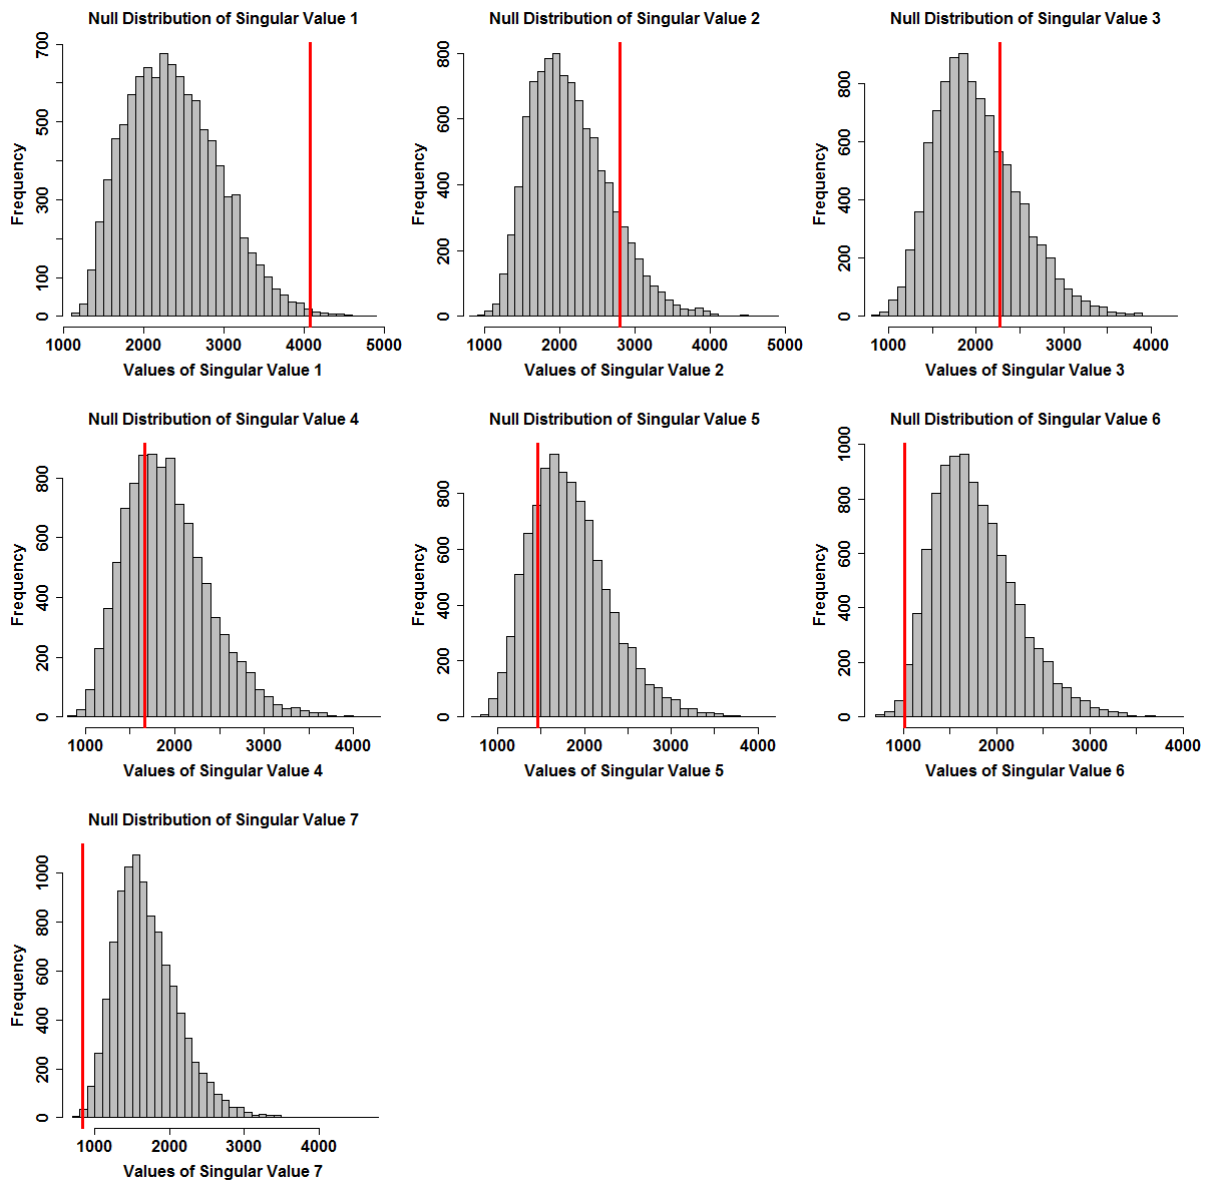 Null Distribution of Singular Value 1
Frequency
700
500
300
100
0
1000 2000 3000 4000 5000
Values of Singular Value 1
Null Distribution of Singular Value 2
Frequency
800
600
400
200
0
1000 2000 3000 4000 5000
Values of Singular Value 2
Null Distribution of Singular Value 3
Frequency
800
600
400
200
0
1000 2000 3000 4000
Values of Singular Value 3
Null Distribution of Singular Value 4
Frequency
800
600
400
200
0
1000 2000 3000 4000
Values of Singular Value 4
Null Distribution of Singular Value 5
Frequency
800
600
400
200
0
1000 2000 3000 4000
Values of Singular Value 5
Null Distribution of Singular Value 6
Frequency
1000
800
600
400
200
0
1000 2000 3000 4000
Values of Singular Value 6
Null Distribution of Singular Value 7
Frequency
1000
800
600
400
200
0
1000 2000 3000 4000
Values of Singular Value 7